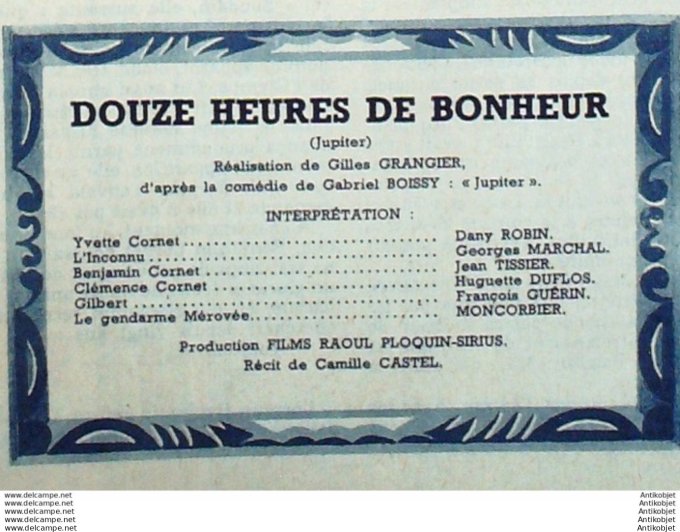 DOUZE HEURES DE BONHEUR
(Jupiter)
Réalisation de Gilles GRANGIER,
d'après la comédie de Gabriel BOISSY : « Jupiter ».
INTERPRÉTATION :
Yvette Cornet ........................ Dany ROBIN.
L'Inconnu ........................ Georges MARCHAL.
Benjamin Cornet ........................ Jean TISSIER.
Clémence Cornet ........................ Huguette DUFLOS.
Gilbert ........................ François GUÉRIN.
Le gendarme Mérovée ........................ MONCORBIER.
Production FILMS RAOUL PLOQUIN-SIRIUS.
Récit de Camille CASTEL.
www.delcampe.net Antikobjet
www.delcampe.net Antikobjet
www.delcampe.net Antikobjet
www.delcampe.net Antikobjet